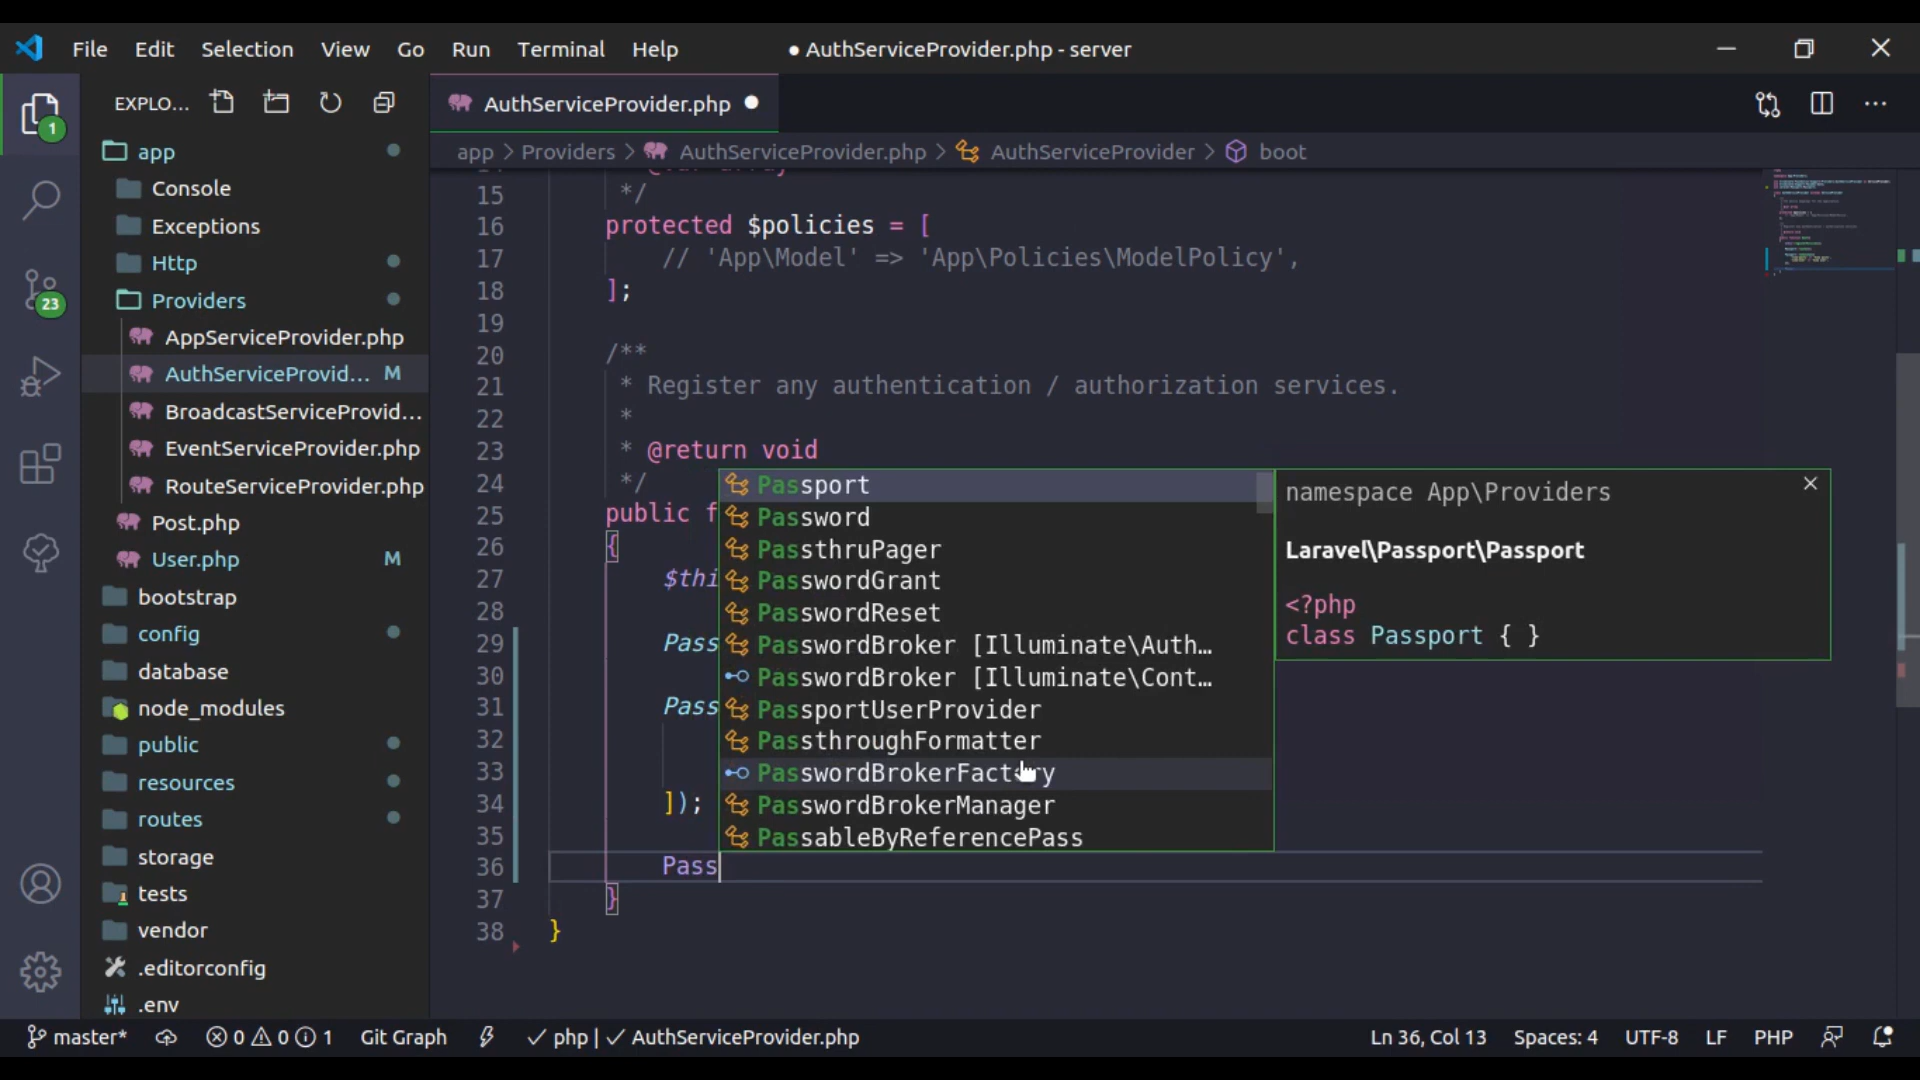 File Edit Selection View Go Run Terminal Help
● AuthServiceProvider.php - server
EXPLO...
1
23
app
Console
Exceptions
Http
Providers
AppServiceProvider.php
AuthServiceProvid... M
BroadcastServiceProvid...
EventServiceProvider.php
RouteServiceProvider.php
Post.php
User.php M
bootstrap
config
database
node_modules
public
resources
routes
storage
tests
vendor
.editorconfig
.env
AuthServiceProvider.php
app > Providers > AuthServiceProvider.php > AuthServiceProvider > boot
15 */
16 protected $policies = [
17 // 'App\Model' => 'App\Policies\ModelPolicy',
18 ];
19
20 /**
21 * Register any authentication / authorization services.
22 *
23 * @return void
24 */
25 public f
26 {
27 $thi
28
29 Pass
30
31 Pass
32
33
34 ]);
35
36 Pass
37 }
38 }
Passport
Password
PassthruPager
PasswordGrant
PasswordReset
PasswordBroker [Illuminate\Auth...
PasswordBroker [Illuminate\Cont...
PassportUserProvider
PassthroughFormatter
PasswordBrokerFactory
PasswordBrokerManager
PassableByReferencePass
namespace App\Providers
Laravel\Passport\Passport
<?php
class Passport { }
master* 0 0 1 Git Graph php | AuthServiceProvider.php
Ln 36, Col 13 Spaces: 4 UTF-8 LF PHP